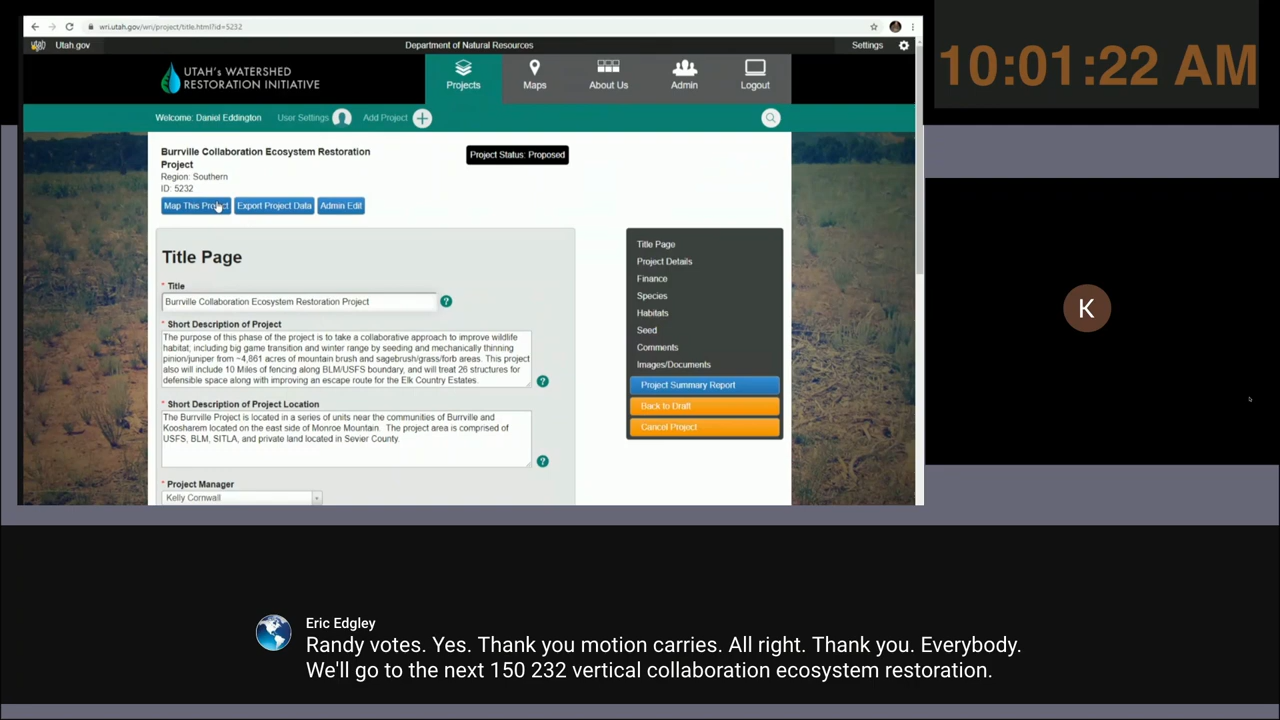 wri.utah.gov/wri/project/title.html?id=5232
Utah.gov
Department of Natural Resources
Settings
10:01:22 AM
UTAH's WATERSHED
RESTORATION INITIATIVE
Projects
Maps
About Us
Admin
Logout
Welcome: Daniel Eddington
User Settings
Add Project
Burrville Collaboration Ecosystem Restoration
Project
Region: Southern
ID: 5232
Project Status: Proposed
Map This Project
Export Project Data
Admin Edit
Title Page
* Title
Burrville Collaboration Ecosystem Restoration Project
?
* Short Description of Project
The purpose of this phase of the project is to take a collaborative approach to improve wildlife
habitat; including big game transition and winter range by seeding and mechanically thinning
pinion/juniper from ~4,861 acres of mountain brush and sagebrush/grass/forb areas. This project
also will include 10 Miles of fencing along BLM/USFS boundary, and will treat 26 structures for
defensible space along with improving an escape route for the Elk Country Estates.
?
* Short Description of Project Location
The Burrville Project is located in a series of units near the communities of Burrville and
Koosharem located on the east side of Monroe Mountain. The project area is comprised of
USFS, BLM, SITLA, and private land located in Sevier County.
?
* Project Manager
Kelly Cornwall
Title Page
Project Details
Finance
Species
Habitats
Seed
Comments
Images/Documents
Project Summary Report
Back to Draft
Cancel Project
K
Eric Edgley
Randy votes. Yes. Thank you motion carries. All right. Thank you. Everybody.
We'll go to the next 150 232 vertical collaboration ecosystem restoration.